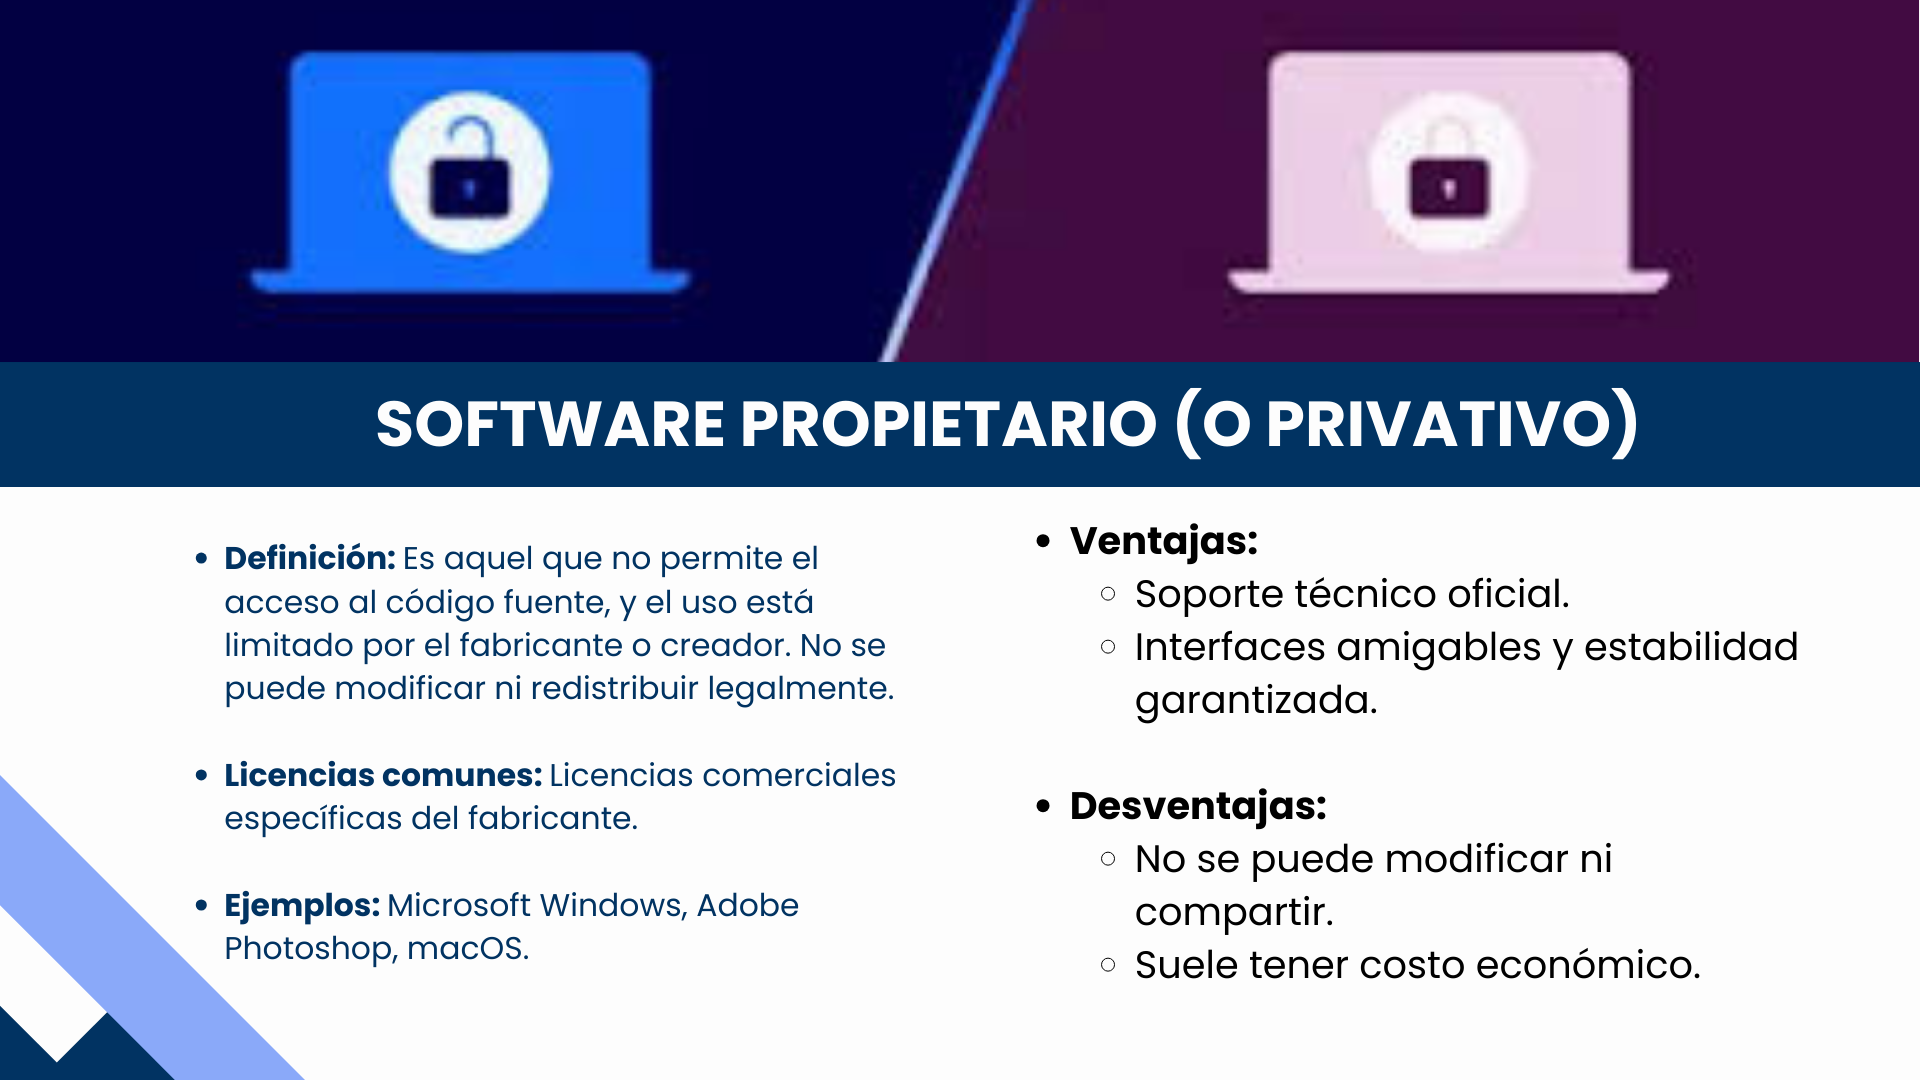 SOFTWARE PROPIETARIO (O PRIVATIVO)
• Definición: Es aquel que no permite el
acceso al código fuente, y el uso está
limitado por el fabricante o creador. No se
puede modificar ni redistribuir legalmente.
• Licencias comunes: Licencias comerciales
específicas del fabricante.
• Ejemplos: Microsoft Windows, Adobe
Photoshop, macOS.
• Ventajas:
○ Soporte técnico oficial.
○ Interfaces amigables y estabilidad
garantizada.
• Desventajas:
○ No se puede modificar ni
compartir.
○ Suele tener costo económico.